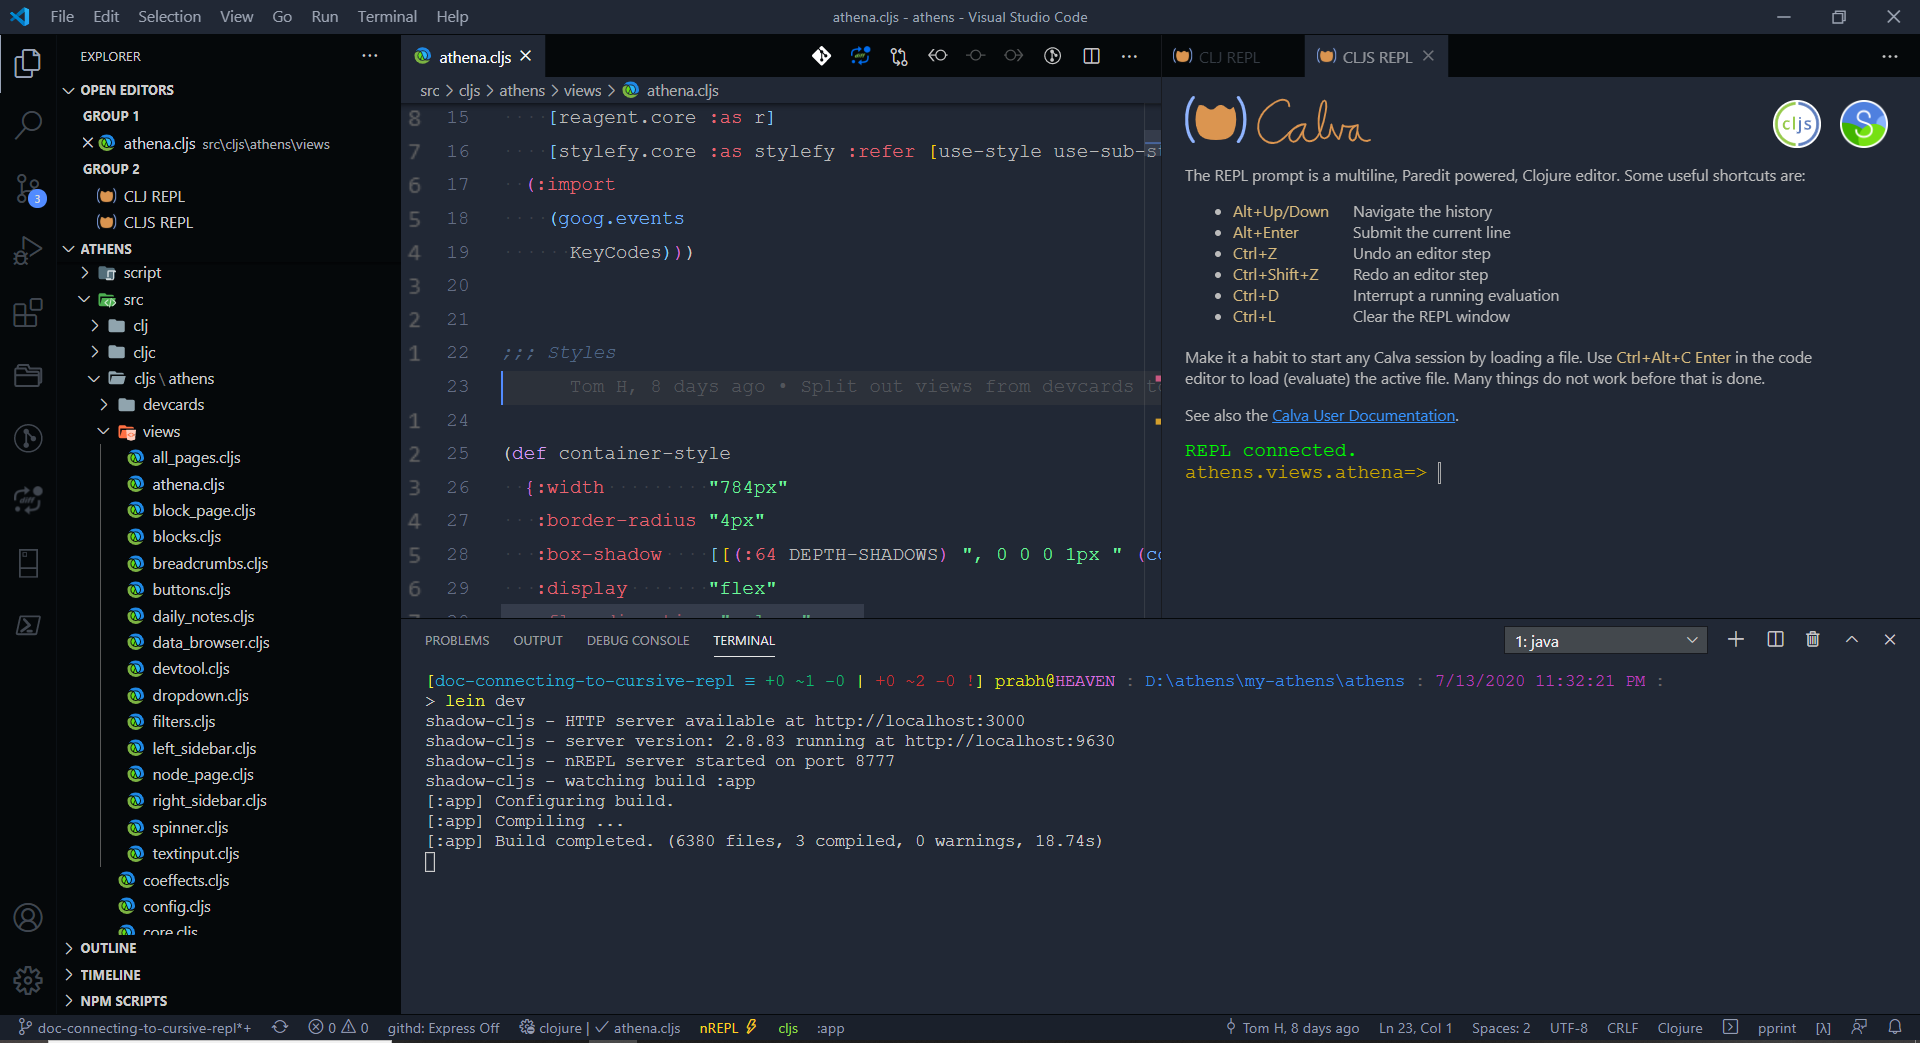 File Edit Selection View Go Run Terminal Help
athena.cljs - athens - Visual Studio Code
EXPLORER
OPEN EDITORS
GROUP 1
athena.cljs src\cljs\athens\views
GROUP 2
CLJ REPL
CLJS REPL
3
ATHENS
script
src
clj
cljc
cljs \ athens
devcards
views
all_pages.cljs
athena.cljs
block_page.cljs
blocks.cljs
breadcrumbs.cljs
buttons.cljs
daily_notes.cljs
data_browser.cljs
devtool.cljs
dropdown.cljs
filters.cljs
left_sidebar.cljs
node_page.cljs
right_sidebar.cljs
spinner.cljs
textinput.cljs
coeffects.cljs
config.cljs
core.cljs
OUTLINE
TIMELINE
NPM SCRIPTS
athena.cljs
src > cljs > athens > views > athena.cljs
8 15 [reagent.core :as r]
7 16 [stylefy.core :as stylefy :refer [use-style use-sub-st
6 17 (:import
5 18 (goog.events
4 19 KeyCodes)))
3 20
2 21
1 22 ;;; Styles
23 Tom H, 8 days ago • Split out views from devcards t
1 24
2 25 (def container-style
3 26 {:width "784px"
4 27 :border-radius "4px"
5 28 :box-shadow [[(:64 DEPTH-SHADOWS) ", 0 0 0 1px " (co
6 29 :display "flex"
CLJ REPL
CLJS REPL
Calva
cljs
S
The REPL prompt is a multiline, Paredit powered, Clojure editor. Some useful shortcuts are:
• Alt+Up/Down Navigate the history
• Alt+Enter Submit the current line
• Ctrl+Z Undo an editor step
• Ctrl+Shift+Z Redo an editor step
• Ctrl+D Interrupt a running evaluation
• Ctrl+L Clear the REPL window
Make it a habit to start any Calva session by loading a file. Use Ctrl+Alt+C Enter in the code
editor to load (evaluate) the active file. Many things do not work before that is done.
See also the Calva User Documentation.
REPL connected.
athens.views.athena=>
PROBLEMS OUTPUT DEBUG CONSOLE TERMINAL
1: java
[doc-connecting-to-cursive-repl ≡ +0 ~1 -0 | +0 ~2 -0 !] prabh@HEAVEN : D:\athens\my-athens\athens : 7/13/2020 11:32:21 PM :
> lein dev
shadow-cljs - HTTP server available at http://localhost:3000
shadow-cljs - server version: 2.8.83 running at http://localhost:9630
shadow-cljs - nREPL server started on port 8777
shadow-cljs - watching build :app
[:app] Configuring build.
[:app] Compiling ...
[:app] Build completed. (6380 files, 3 compiled, 0 warnings, 18.74s)
doc-connecting-to-cursive-repl*+ 0 0 githd: Express Off clojure | ✓ athena.cljs nREPL cljs :app
Tom H, 8 days ago Ln 23, Col 1 Spaces: 2 UTF-8 CRLF Clojure pprint [λ]